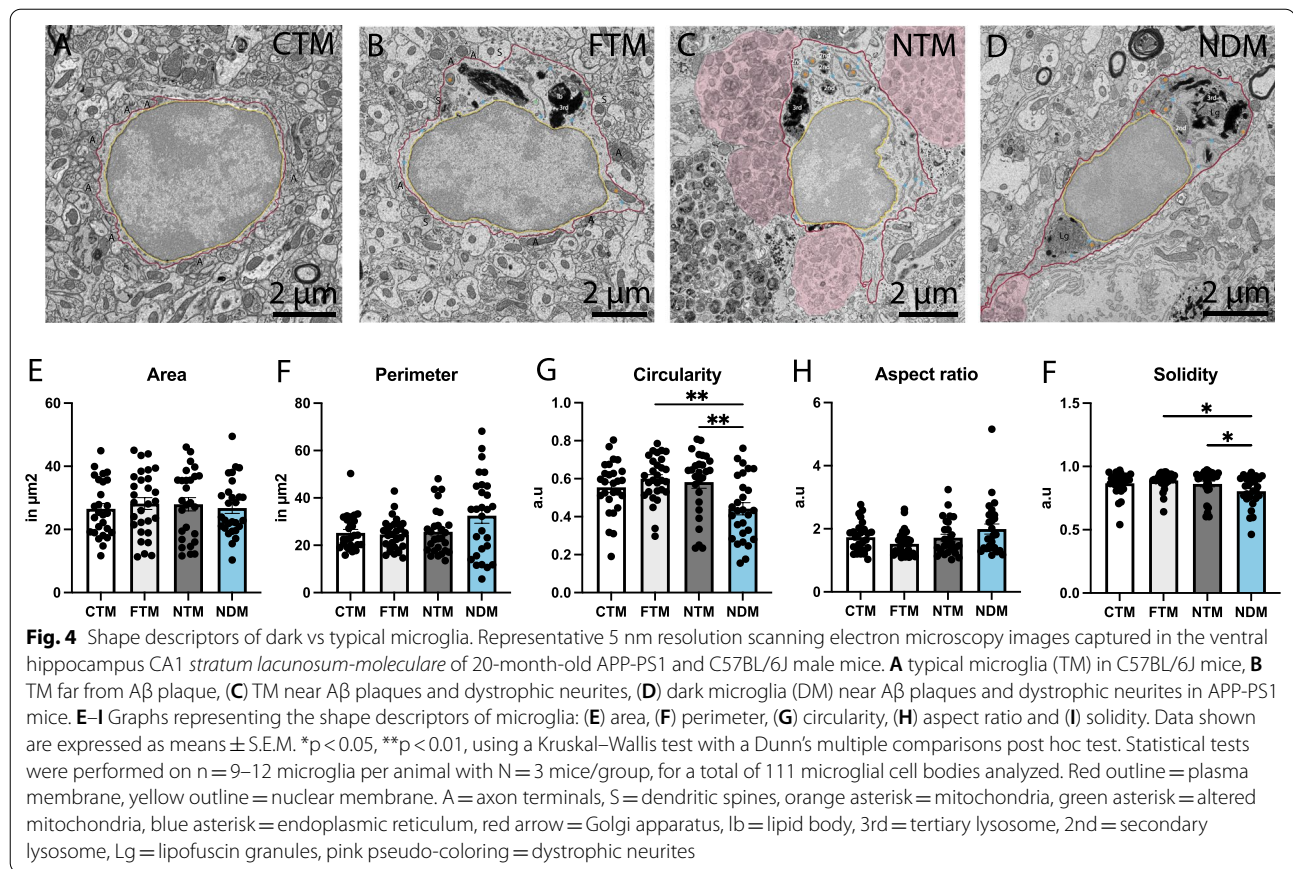 A CTM
B FTM
C NTM
D NDM
A A S
A A S
3rd lb 3rd 2nd 3rd Lg 2nd
A A S S Lg
A A A
2 µm 2 µm 2 µm 2 µm
E Area
F Perimeter
G Circularity
H Aspect ratio
F Solidity
in µm2
60
40
20
0
CTM FTM NTM NDM
in µm2
80
60
40
20
0
CTM FTM NTM NDM
a.u
1.0
0.8
0.6
0.4
0.2
0.0
**
**
CTM FTM NTM NDM
a.u
6
4
2
0
CTM FTM NTM NDM
a.u
1.5
1.0
0.5
0.0
*
*
CTM FTM NTM NDM
Fig. 4 Shape descriptors of dark vs typical microglia. Representative 5 nm resolution scanning electron microscopy images captured in the ventral
hippocampus CA1 stratum lacunosum-moleculare of 20-month-old APP-PS1 and C57BL/6J male mice. A typical microglia (TM) in C57BL/6J mice, B
TM far from Aβ plaque, (C) TM near Aβ plaques and dystrophic neurites, (D) dark microglia (DM) near Aβ plaques and dystrophic neurites in APP-PS1
mice. E–I Graphs representing the shape descriptors of microglia: (E) area, (F) perimeter, (G) circularity, (H) aspect ratio and (I) solidity. Data shown
are expressed as means ± S.E.M. *p < 0.05, **p < 0.01, using a Kruskal–Wallis test with a Dunn's multiple comparisons post hoc test. Statistical tests
were performed on n = 9–12 microglia per animal with N = 3 mice/group, for a total of 111 microglial cell bodies analyzed. Red outline = plasma
membrane, yellow outline = nuclear membrane. A = axon terminals, S = dendritic spines, orange asterisk = mitochondria, green asterisk = altered
mitochondria, blue asterisk = endoplasmic reticulum, red arrow = Golgi apparatus, lb = lipid body, 3rd = tertiary lysosome, 2nd = secondary
lysosome, Lg = lipofuscin granules, pink pseudo-coloring = dystrophic neurites